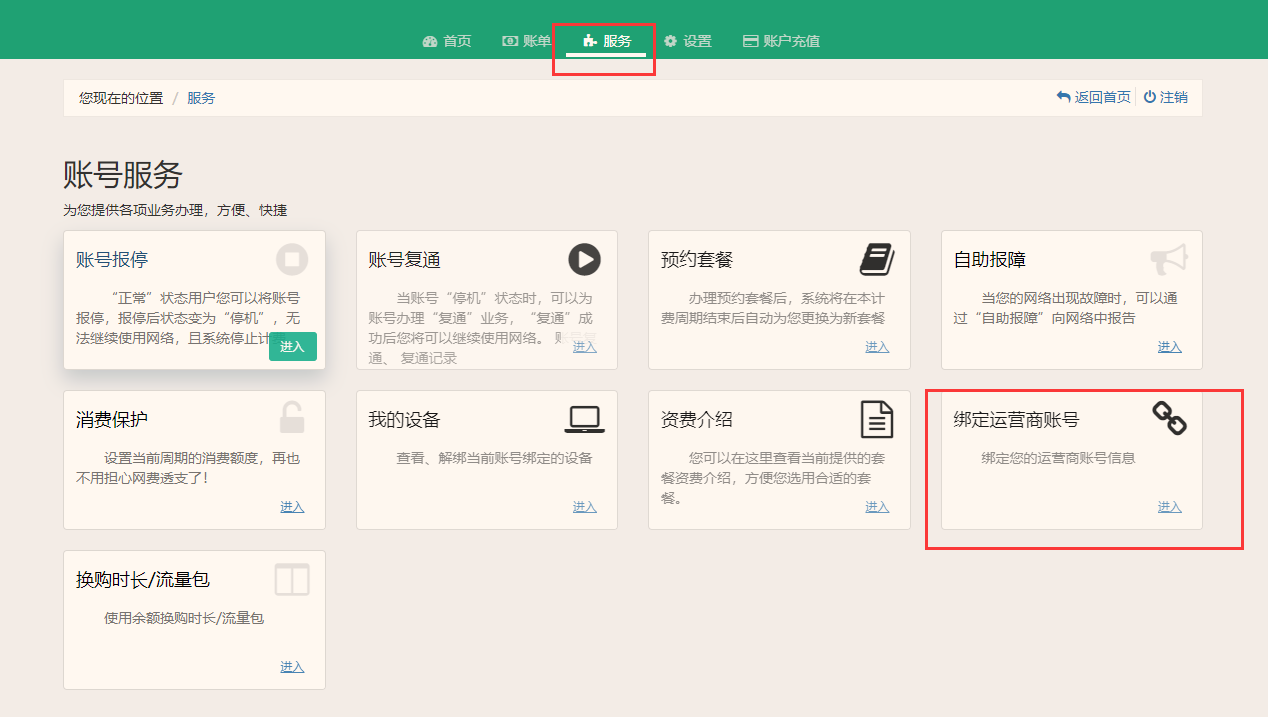 首页 账单 服务 设置 账户充值
您现在的位置 / 服务 返回首页 注销
账号服务
为您提供各项业务办理，方便、快捷
账号报停
“正常”状态用户您可以将账号
报停，报停后状态变为“停机”，无
法继续使用网络，且系统停止计
进入
账号复通
当账号“停机”状态时，可以为
账号办理“复通”业务，“复通”成
功后您将可以继续使用网络。 账号复
通、 复通记录
进入
预约套餐
办理预约套餐后，系统将在本计
费周期结束后自动为您更换为新套餐
进入
自助报障
当您的网络出现故障时，可以通
过“自助报障”向网络中报告
进入
消费保护
设置当前周期的消费额度，再也
不用担心网费透支了！
进入
我的设备
查看、解绑当前账号绑定的设备
进入
资费介绍
您可以在这里查看当前提供的套
餐资费介绍，方便您选用合适的套
餐。
进入
绑定运营商账号
绑定您的运营商账号信息
进入
换购时长/流量包
使用余额换购时长/流量包
进入